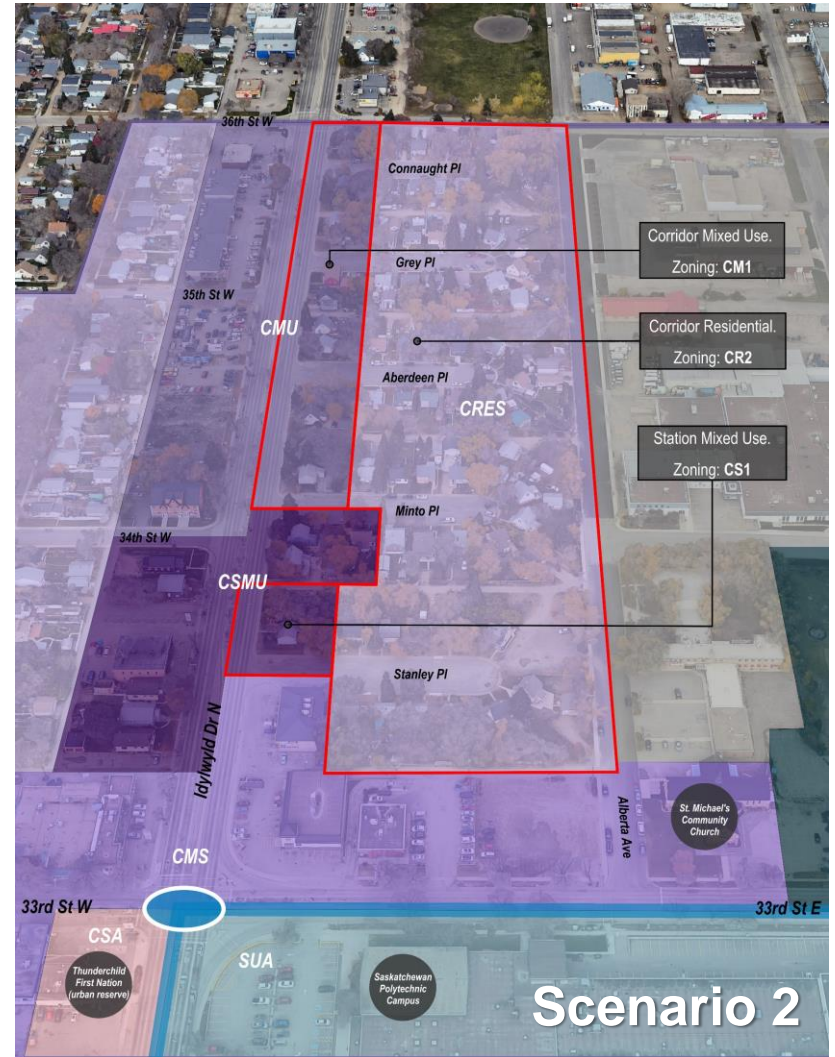 36th St W
Connaught Pl
Corridor Mixed Use.
Zoning: CM1
Grey Pl
35th St W
CMU
Corridor Residential.
Zoning: CR2
Aberdeen Pl
CRES
Station Mixed Use.
Zoning: CS1
Minto Pl
34th St W
CSMU
Stanley Pl
Idylwyld Dr N
Alberta Ave
St. Michael's
Community
Church
CMS
33rd St W
33rd St E
CSA
SUA
Thunderchild
First Nation
(urban reserve)
Saskatchewan
Polytechnic
Campus
Scenario 2